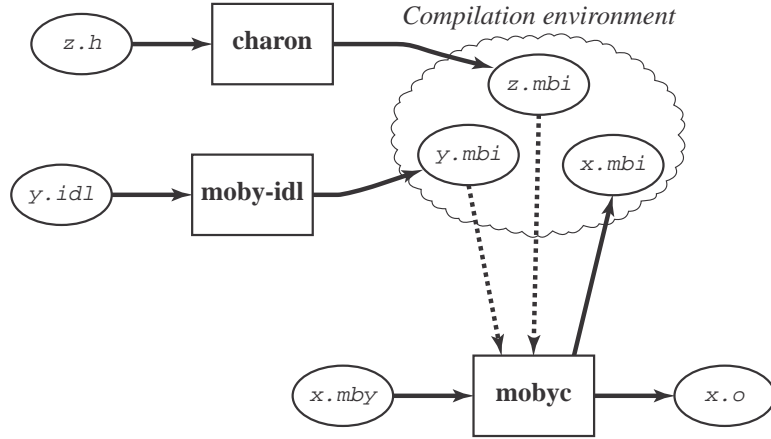 Compilation environment
z.h
charon
z.mbi
y.mbi
x.mbi
y.idl
moby-idl
x.mby
mobyc
x.o